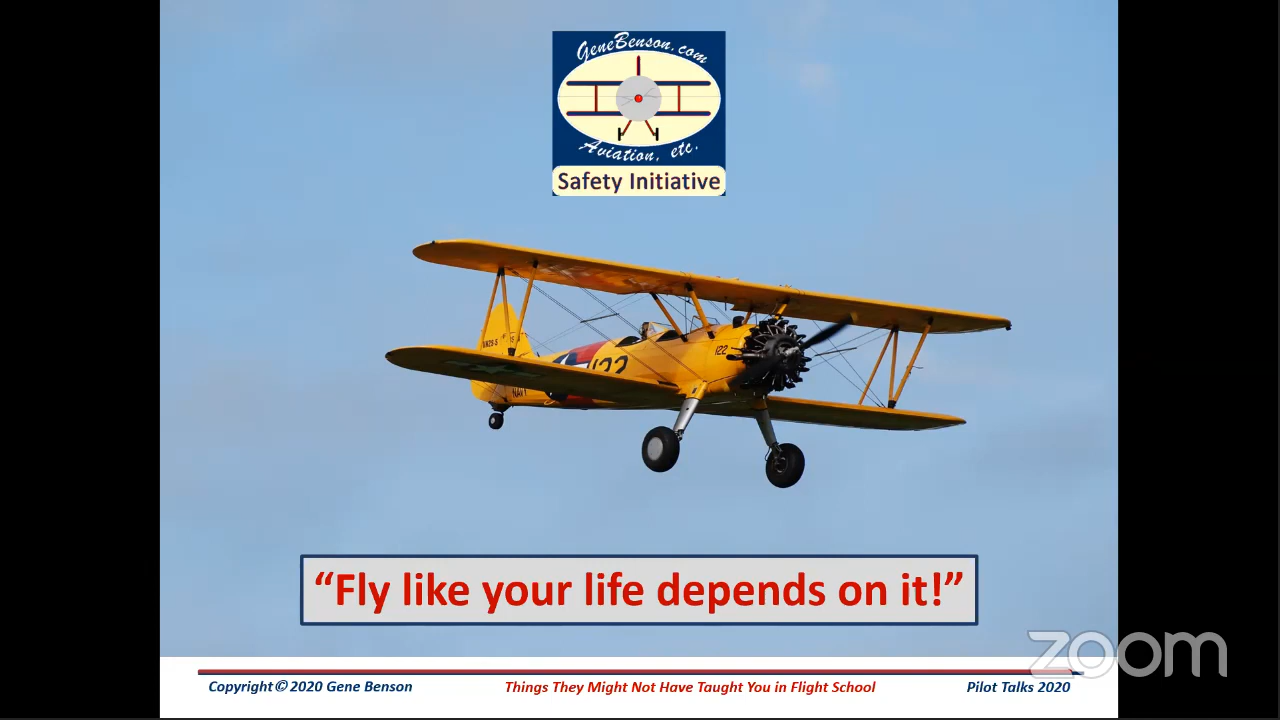 GeneBenson.com
Aviation, etc.
Safety Initiative
122
122
NAVY
“Fly like your life depends on it!”
zoom
Copyright © 2020 Gene Benson
Things They Might Not Have Taught You in Flight School
Pilot Talks 2020